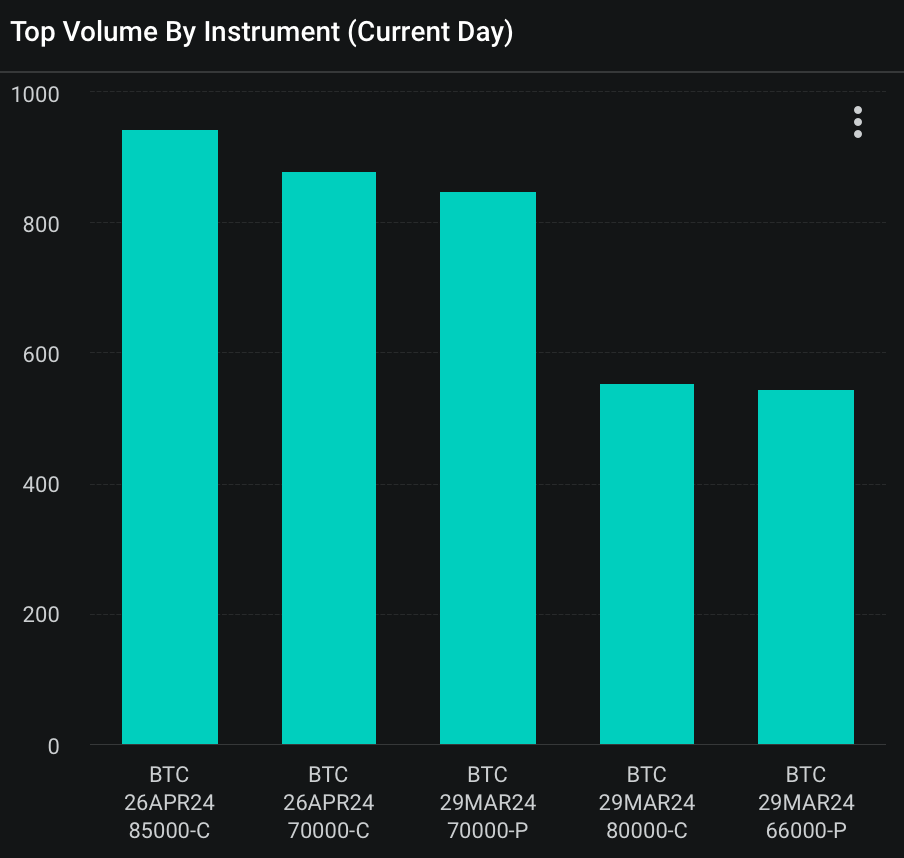 Top Volume By Instrument (Current Day)
1000
800
600
400
200
0
BTC
26APR24
85000-C
BTC
26APR24
70000-C
BTC
29MAR24
70000-P
BTC
29MAR24
80000-C
BTC
29MAR24
66000-P